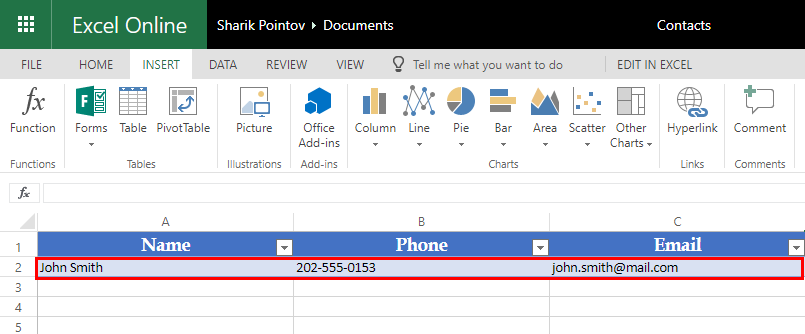 Excel Online Sharik Pointov Documents Contacts
FILE HOME INSERT DATA REVIEW VIEW Tell me what you want to do EDIT IN EXCEL
fx X F
Function Forms Table PivotTable Picture Office Add-ins Column Line Pie Bar Area Scatter Other Charts Hyperlink Comment
Functions Tables Illustrations Add-ins Charts Links Comments
fx
A B C
1 Name Phone Email
2 John Smith 202-555-0153 john.smith@mail.com
3
4
5